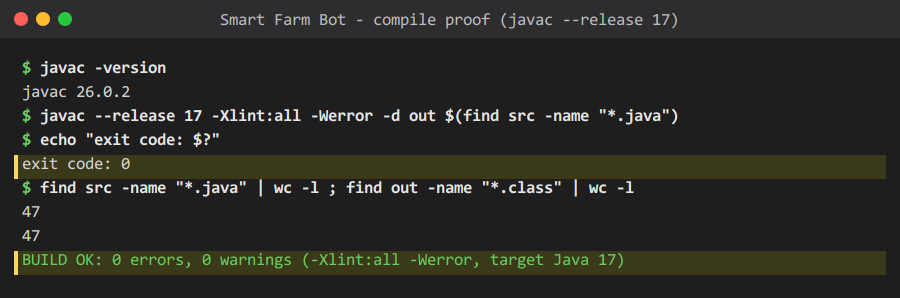 Smart Farm Bot - compile proof (javac --release 17)
$ javac -version
javac 26.0.2
$ javac --release 17 -Xlint:all -Werror -d out $(find src -name "*.java")
$ echo "exit code: $?"
exit code: 0
$ find src -name "*.java" | wc -l ; find out -name "*.class" | wc -l
47
47
BUILD OK: 0 errors, 0 warnings (-Xlint:all -Werror, target Java 17)